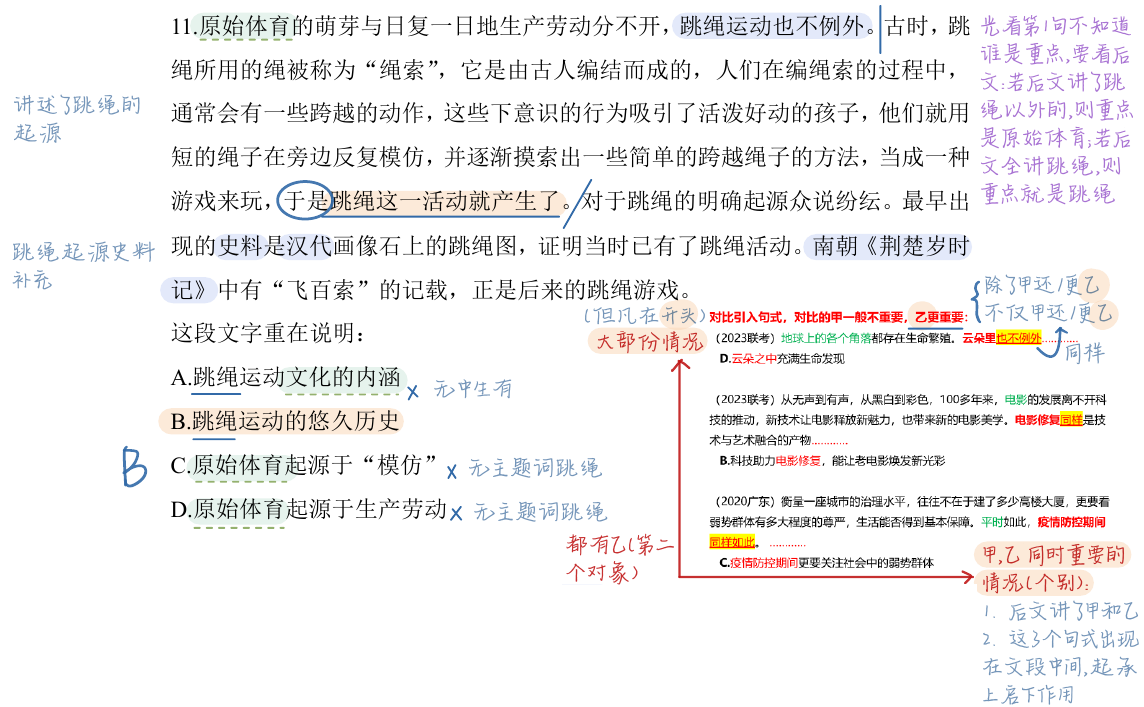 11.原始体育的萌芽与日复一日地生产劳动分不开，跳绳运动也不例外。古时，跳
绳所用的绳被称为“绳索”，它是由古人编结而成的，人们在编绳索的过程中，
通常会有一些跨越的动作，这些下意识的行为吸引了活泼好动的孩子，他们就用
短的绳子在旁边反复模仿，并逐渐摸索出一些简单的跨越绳子的方法，当成一种
游戏来玩，于是跳绳这一活动就产生了。对于跳绳的明确起源众说纷纭。最早出
现的史料是汉代画像石上的跳绳图，证明当时已有了跳绳活动。南朝《荆楚岁时
记》中有“飞百索”的记载，正是后来的跳绳游戏。
这段文字重在说明：
A.跳绳运动文化的内涵 × 无中生有
B.跳绳运动的悠久历史
C.原始体育起源于“模仿” × 无主题词跳绳
D.原始体育起源于生产劳动 × 无主题词跳绳
B
讲述了跳绳的
起源
跳绳起源史料
补充
光看第1句不知道
谁是重点,要看后
文:若后文讲了跳
绳以外的,则重点
是原始体育;若后
文全讲跳绳,则
重点就是跳绳
除了甲还/更乙
不仅甲还/更乙
同样
(但凡在开头)
大部份情况
对比引入句式，对比的甲一般不重要，乙更重要：
（2023联考）地球上的各个角落都存在生命繁殖。云朵里也不例外…………
D.云朵之中充满生命发现
（2023联考）从无声到有声，从黑白到彩色，100多年来，电影的发展离不开科
技的推动，新技术让电影释放新魅力，也带来新的电影美学。电影修复同样是技
术与艺术融合的产物…………
B.科技助力电影修复，能让老电影焕发新光彩
（2020广东）衡量一座城市的治理水平，往往不在于建了多少高楼大厦，更要看
弱势群体有多大程度的尊严，生活能否得到基本保障。平时如此，疫情防控期间
同样如此。…………
C.疫情防控期间更要关注社会中的弱势群体
都有乙(第二
个对象)
甲,乙同时重要的
情况(个别):
1. 后文讲了甲和乙
2. 这3个句式出现
在文段中间,起承
上启下作用